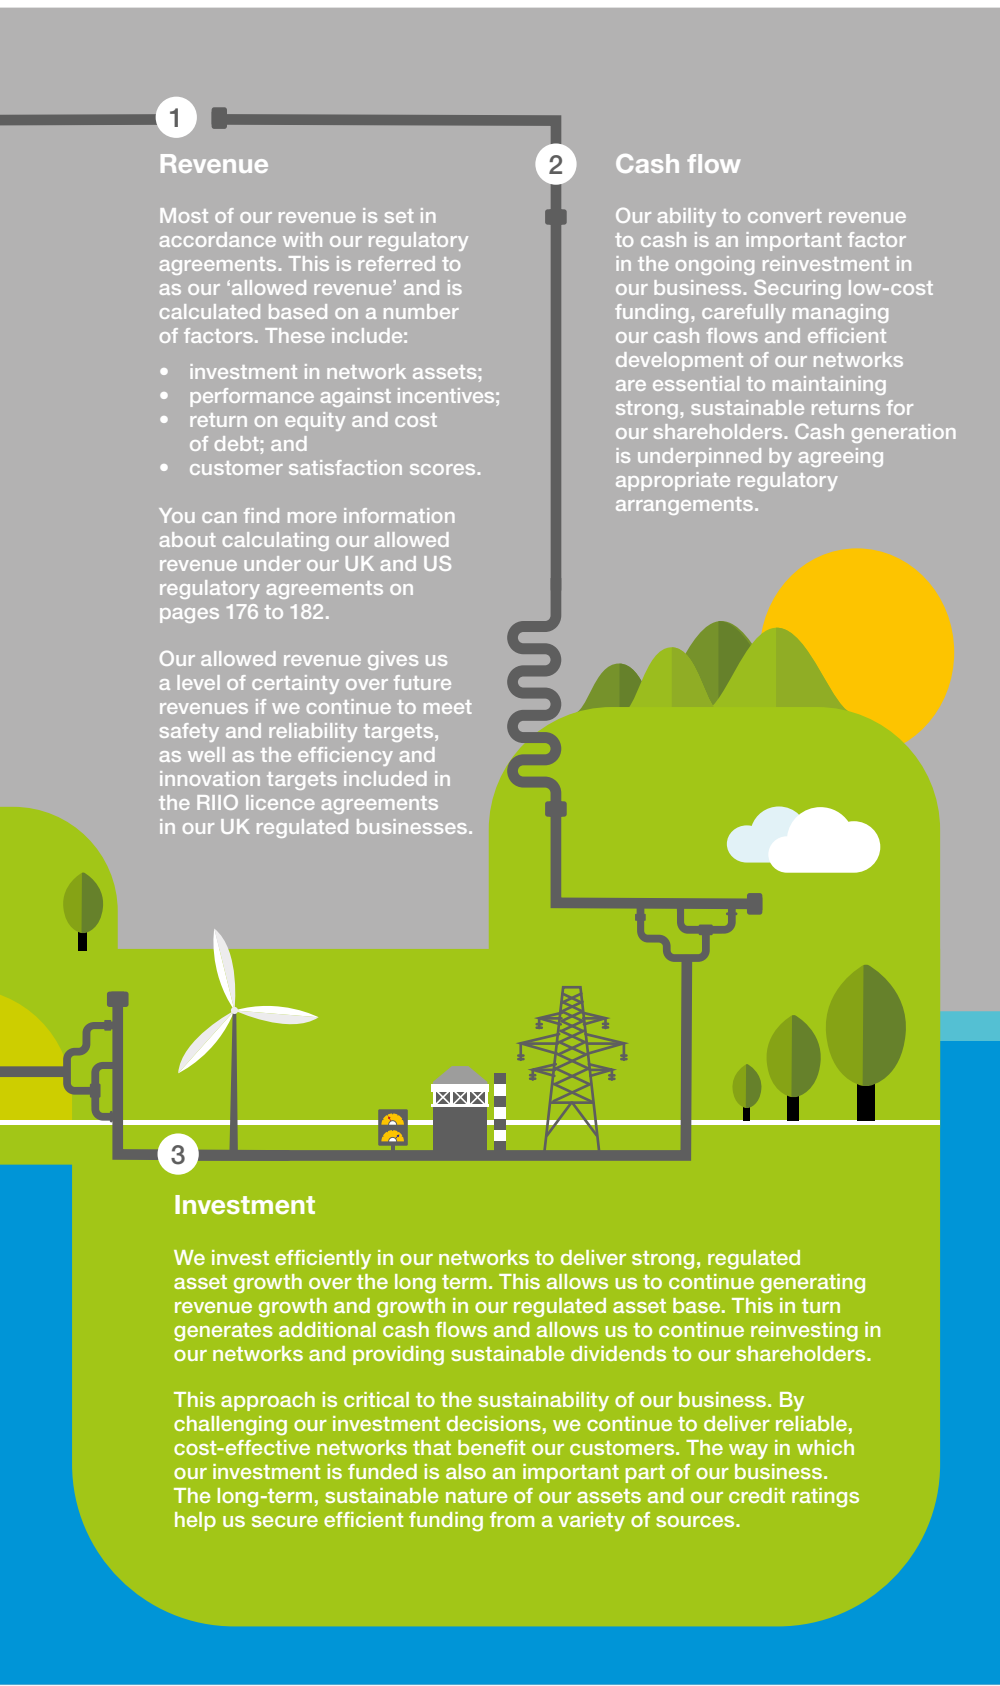 1
Revenue
Most of our revenue is set in
accordance with our regulatory
agreements. This is referred to
as our ‘allowed revenue’ and is
calculated based on a number
of factors. These include:
• investment in network assets;
• performance against incentives;
• return on equity and cost
of debt; and
• customer satisfaction scores.
You can find more information
about calculating our allowed
revenue under our UK and US
regulatory agreements on
pages 176 to 182.
Our allowed revenue gives us
a level of certainty over future
revenues if we continue to meet
safety and reliability targets,
as well as the efficiency and
innovation targets included in
the RIIO licence agreements
in our UK regulated businesses.
2
Cash flow
Our ability to convert revenue
to cash is an important factor
in the ongoing reinvestment in
our business. Securing low-cost
funding, carefully managing
our cash flows and efficient
development of our networks
are essential to maintaining
strong, sustainable returns for
our shareholders. Cash generation
is underpinned by agreeing
appropriate regulatory
arrangements.
3
Investment
We invest efficiently in our networks to deliver strong, regulated
asset growth over the long term. This allows us to continue generating
revenue growth and growth in our regulated asset base. This in turn
generates additional cash flows and allows us to continue reinvesting in
our networks and providing sustainable dividends to our shareholders.
This approach is critical to the sustainability of our business. By
challenging our investment decisions, we continue to deliver reliable,
cost-effective networks that benefit our customers. The way in which
our investment is funded is also an important part of our business.
The long-term, sustainable nature of our assets and our credit ratings
help us secure efficient funding from a variety of sources.